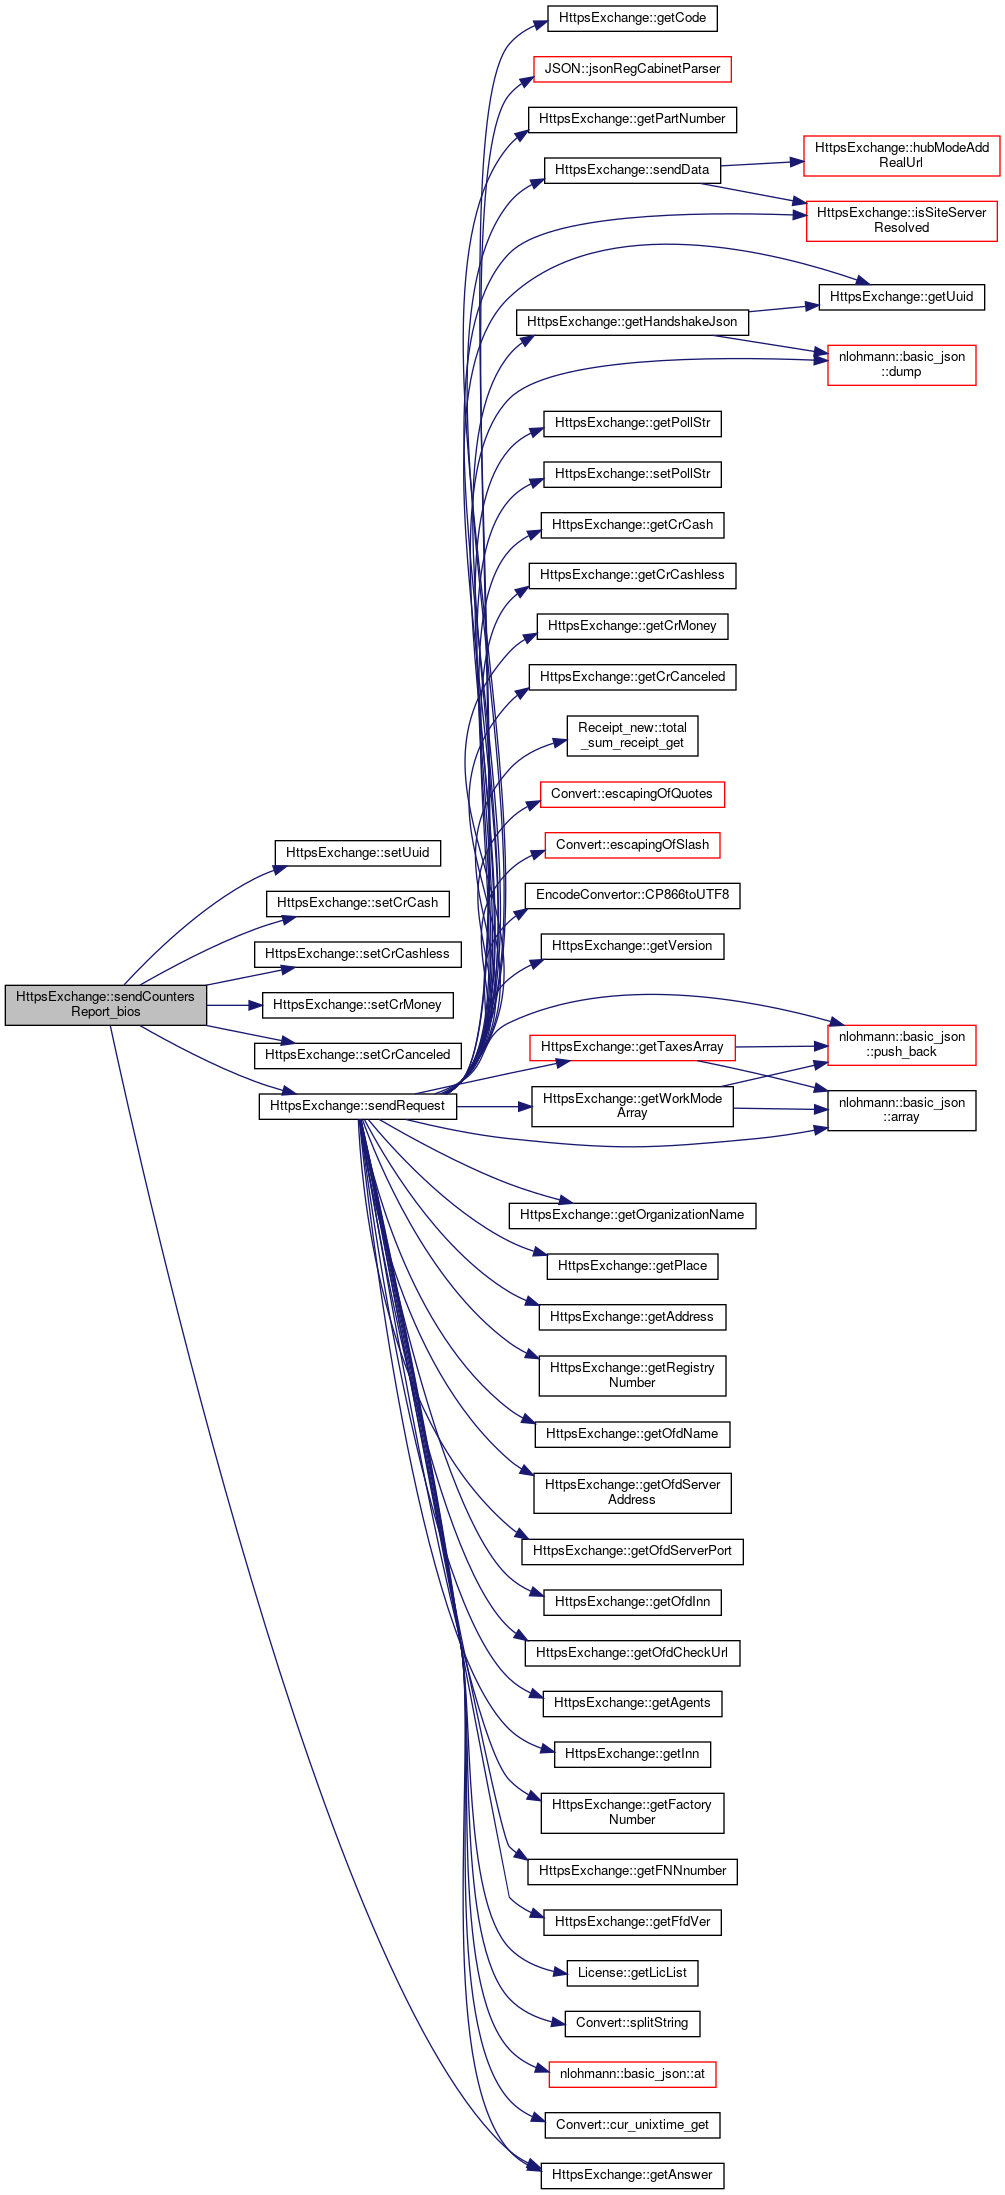 HttpsExchange::getCode
JSON::jsonRegCabinetParser
HttpsExchange::getPartNumber
HttpsExchange::sendData
HttpsExchange::hubModeAdd
RealUrl
HttpsExchange::isSiteServer
Resolved
HttpsExchange::getUuid
HttpsExchange::getHandshakeJson
nlohmann::basic_json
::dump
HttpsExchange::getPollStr
HttpsExchange::setPollStr
HttpsExchange::getCrCash
HttpsExchange::getCrCashless
HttpsExchange::getCrMoney
HttpsExchange::getCrCanceled
Receipt_new::total
_sum_receipt_get
Convert::escapingOfQuotes
Convert::escapingOfSlash
EncodeConvertor::CP866toUTF8
HttpsExchange::getVersion
HttpsExchange::setUuid
HttpsExchange::setCrCash
HttpsExchange::setCrCashless
HttpsExchange::sendCounters
Report_bios
HttpsExchange::setCrMoney
HttpsExchange::setCrCanceled
HttpsExchange::sendRequest
HttpsExchange::getTaxesArray
nlohmann::basic_json
::push_back
HttpsExchange::getWorkMode
Array
nlohmann::basic_json
::array
HttpsExchange::getOrganizationName
HttpsExchange::getPlace
HttpsExchange::getAddress
HttpsExchange::getRegistry
Number
HttpsExchange::getOfdName
HttpsExchange::getOfdServer
Address
HttpsExchange::getOfdServerPort
HttpsExchange::getOfdInn
HttpsExchange::getOfdCheckUrl
HttpsExchange::getAgents
HttpsExchange::getInn
HttpsExchange::getFactory
Number
HttpsExchange::getFNNnumber
HttpsExchange::getFfdVer
License::getLicList
Convert::splitString
nlohmann::basic_json::at
Convert::cur_unixtime_get
HttpsExchange::getAnswer